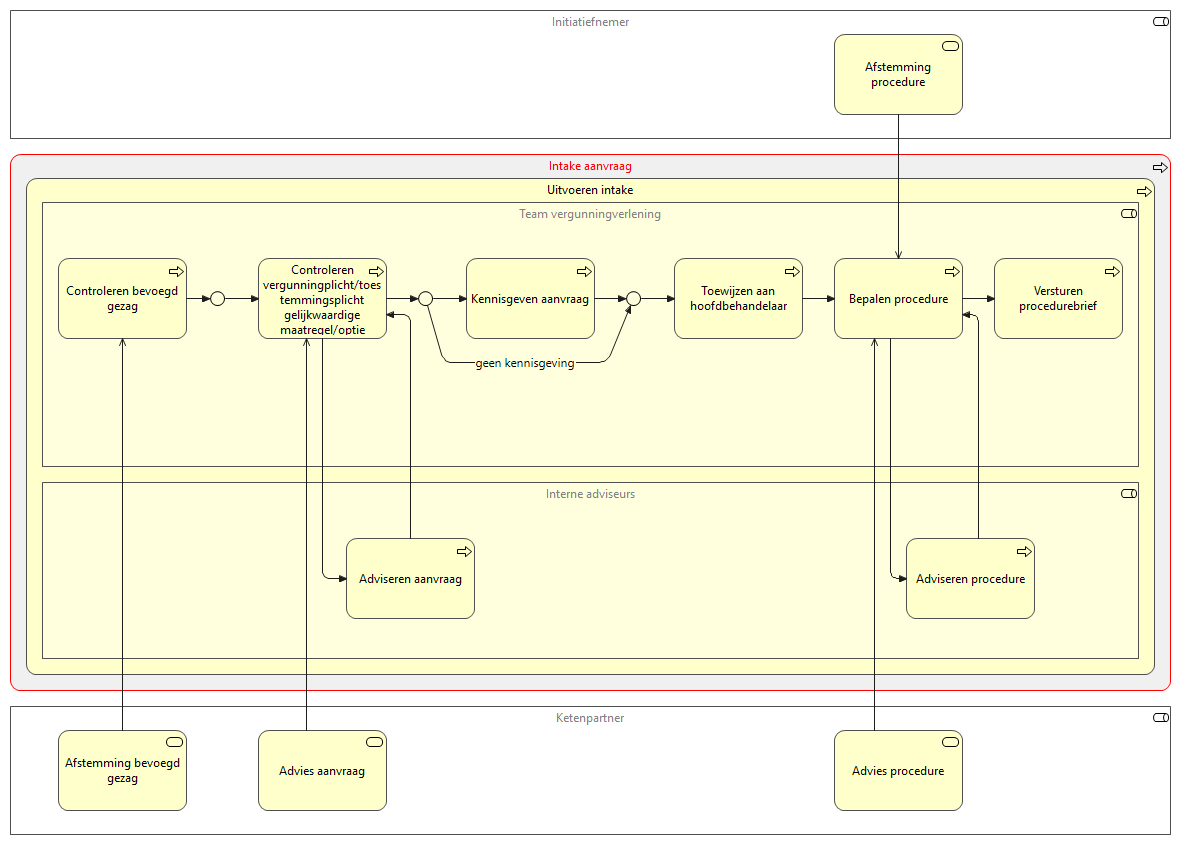 Initiatiefnemer
Afstemming
procedure
Intake aanvraag
Uitvoeren intake
Team vergunningverlening
Controleren bevoegd
gezag
Controleren
vergunningplicht/toes
temmingsplicht
gelijkwaardige
maatregel/optie
Kennisgeven aanvraag
Toewijzen aan
hoofdbehandelaar
Bepalen procedure
Versturen
procedurebrief
geen kennisgeving
Interne adviseurs
Adviseren aanvraag
Adviseren procedure
Ketenpartner
Afstemming bevoegd
gezag
Advies aanvraag
Advies procedure